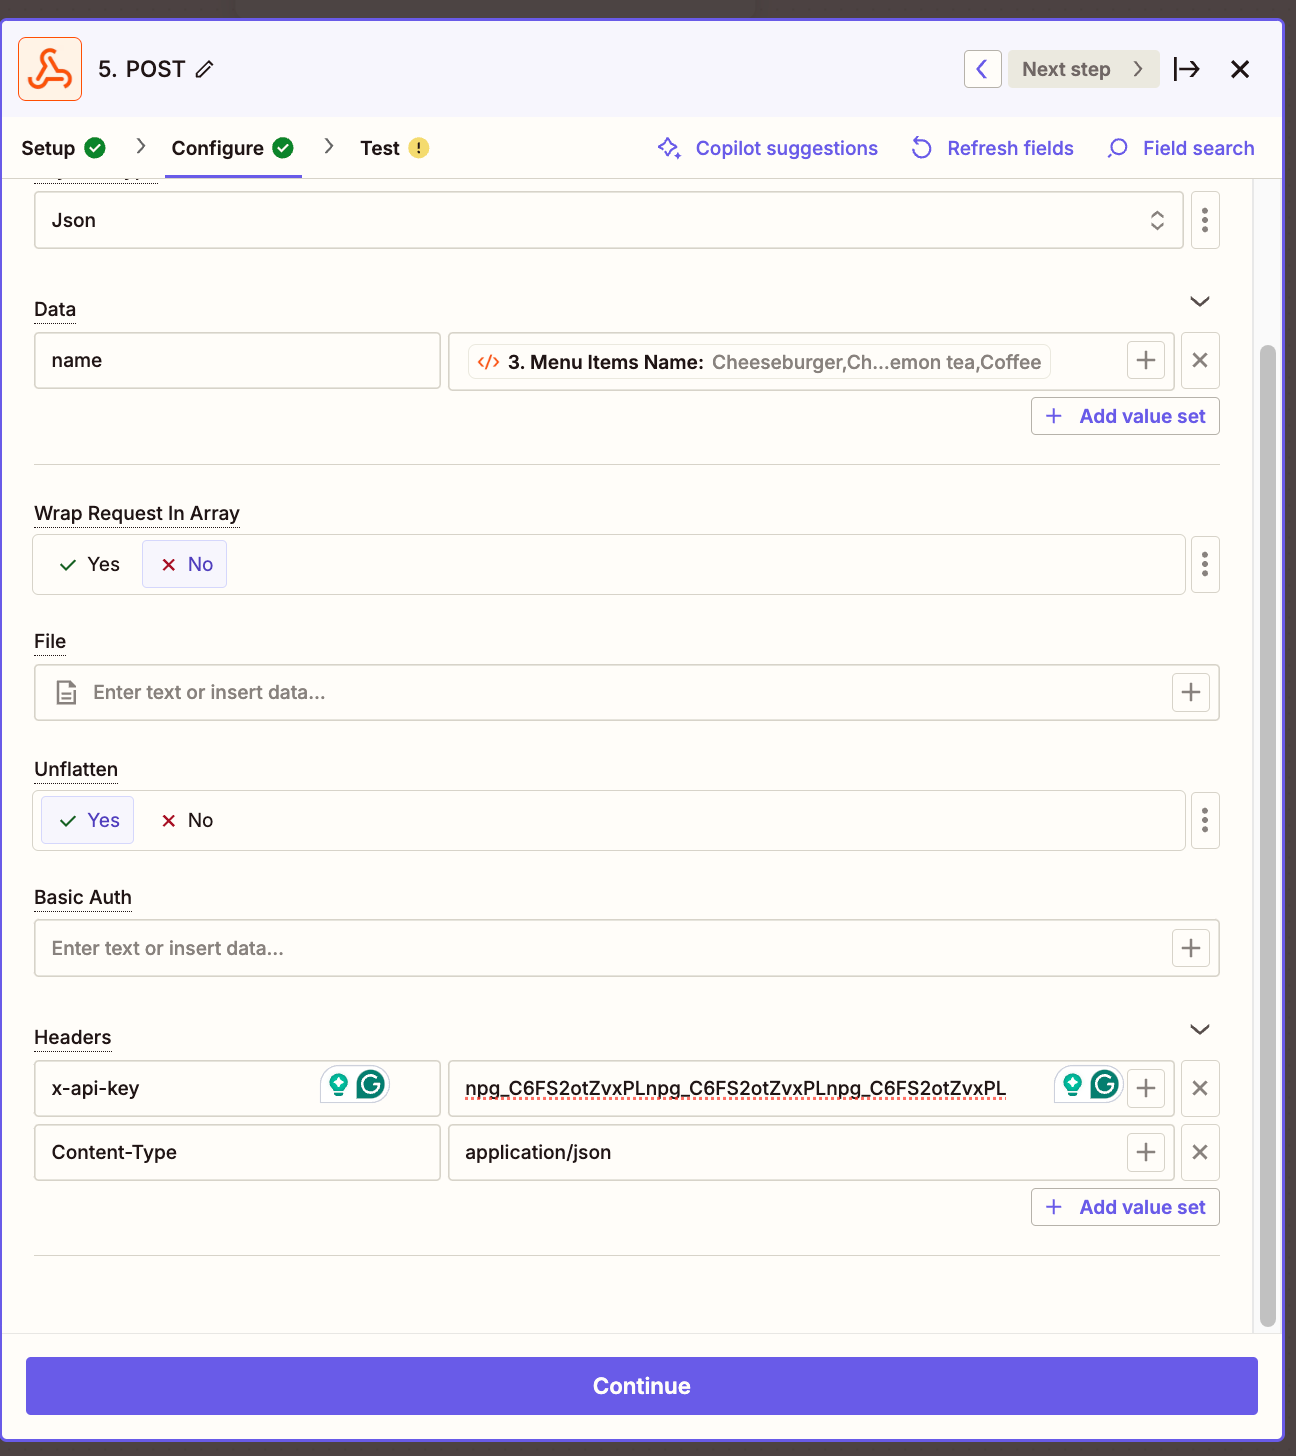 5. POST
Next step
Setup
Configure
Test
Copilot suggestions
Refresh fields
Field search
Json
Data
name
3. Menu Items Name: Cheeseburger,Ch...emon tea,Coffee
Add value set
Wrap Request In Array
Yes
No
File
Enter text or insert data...
Unflatten
Yes
No
Basic Auth
Enter text or insert data...
Headers
x-api-key
npg_C6FS2otZvxPLnpg_C6FS2otZvxPLnpg_C6FS2otZvxPL
Content-Type
application/json
Add value set
Continue